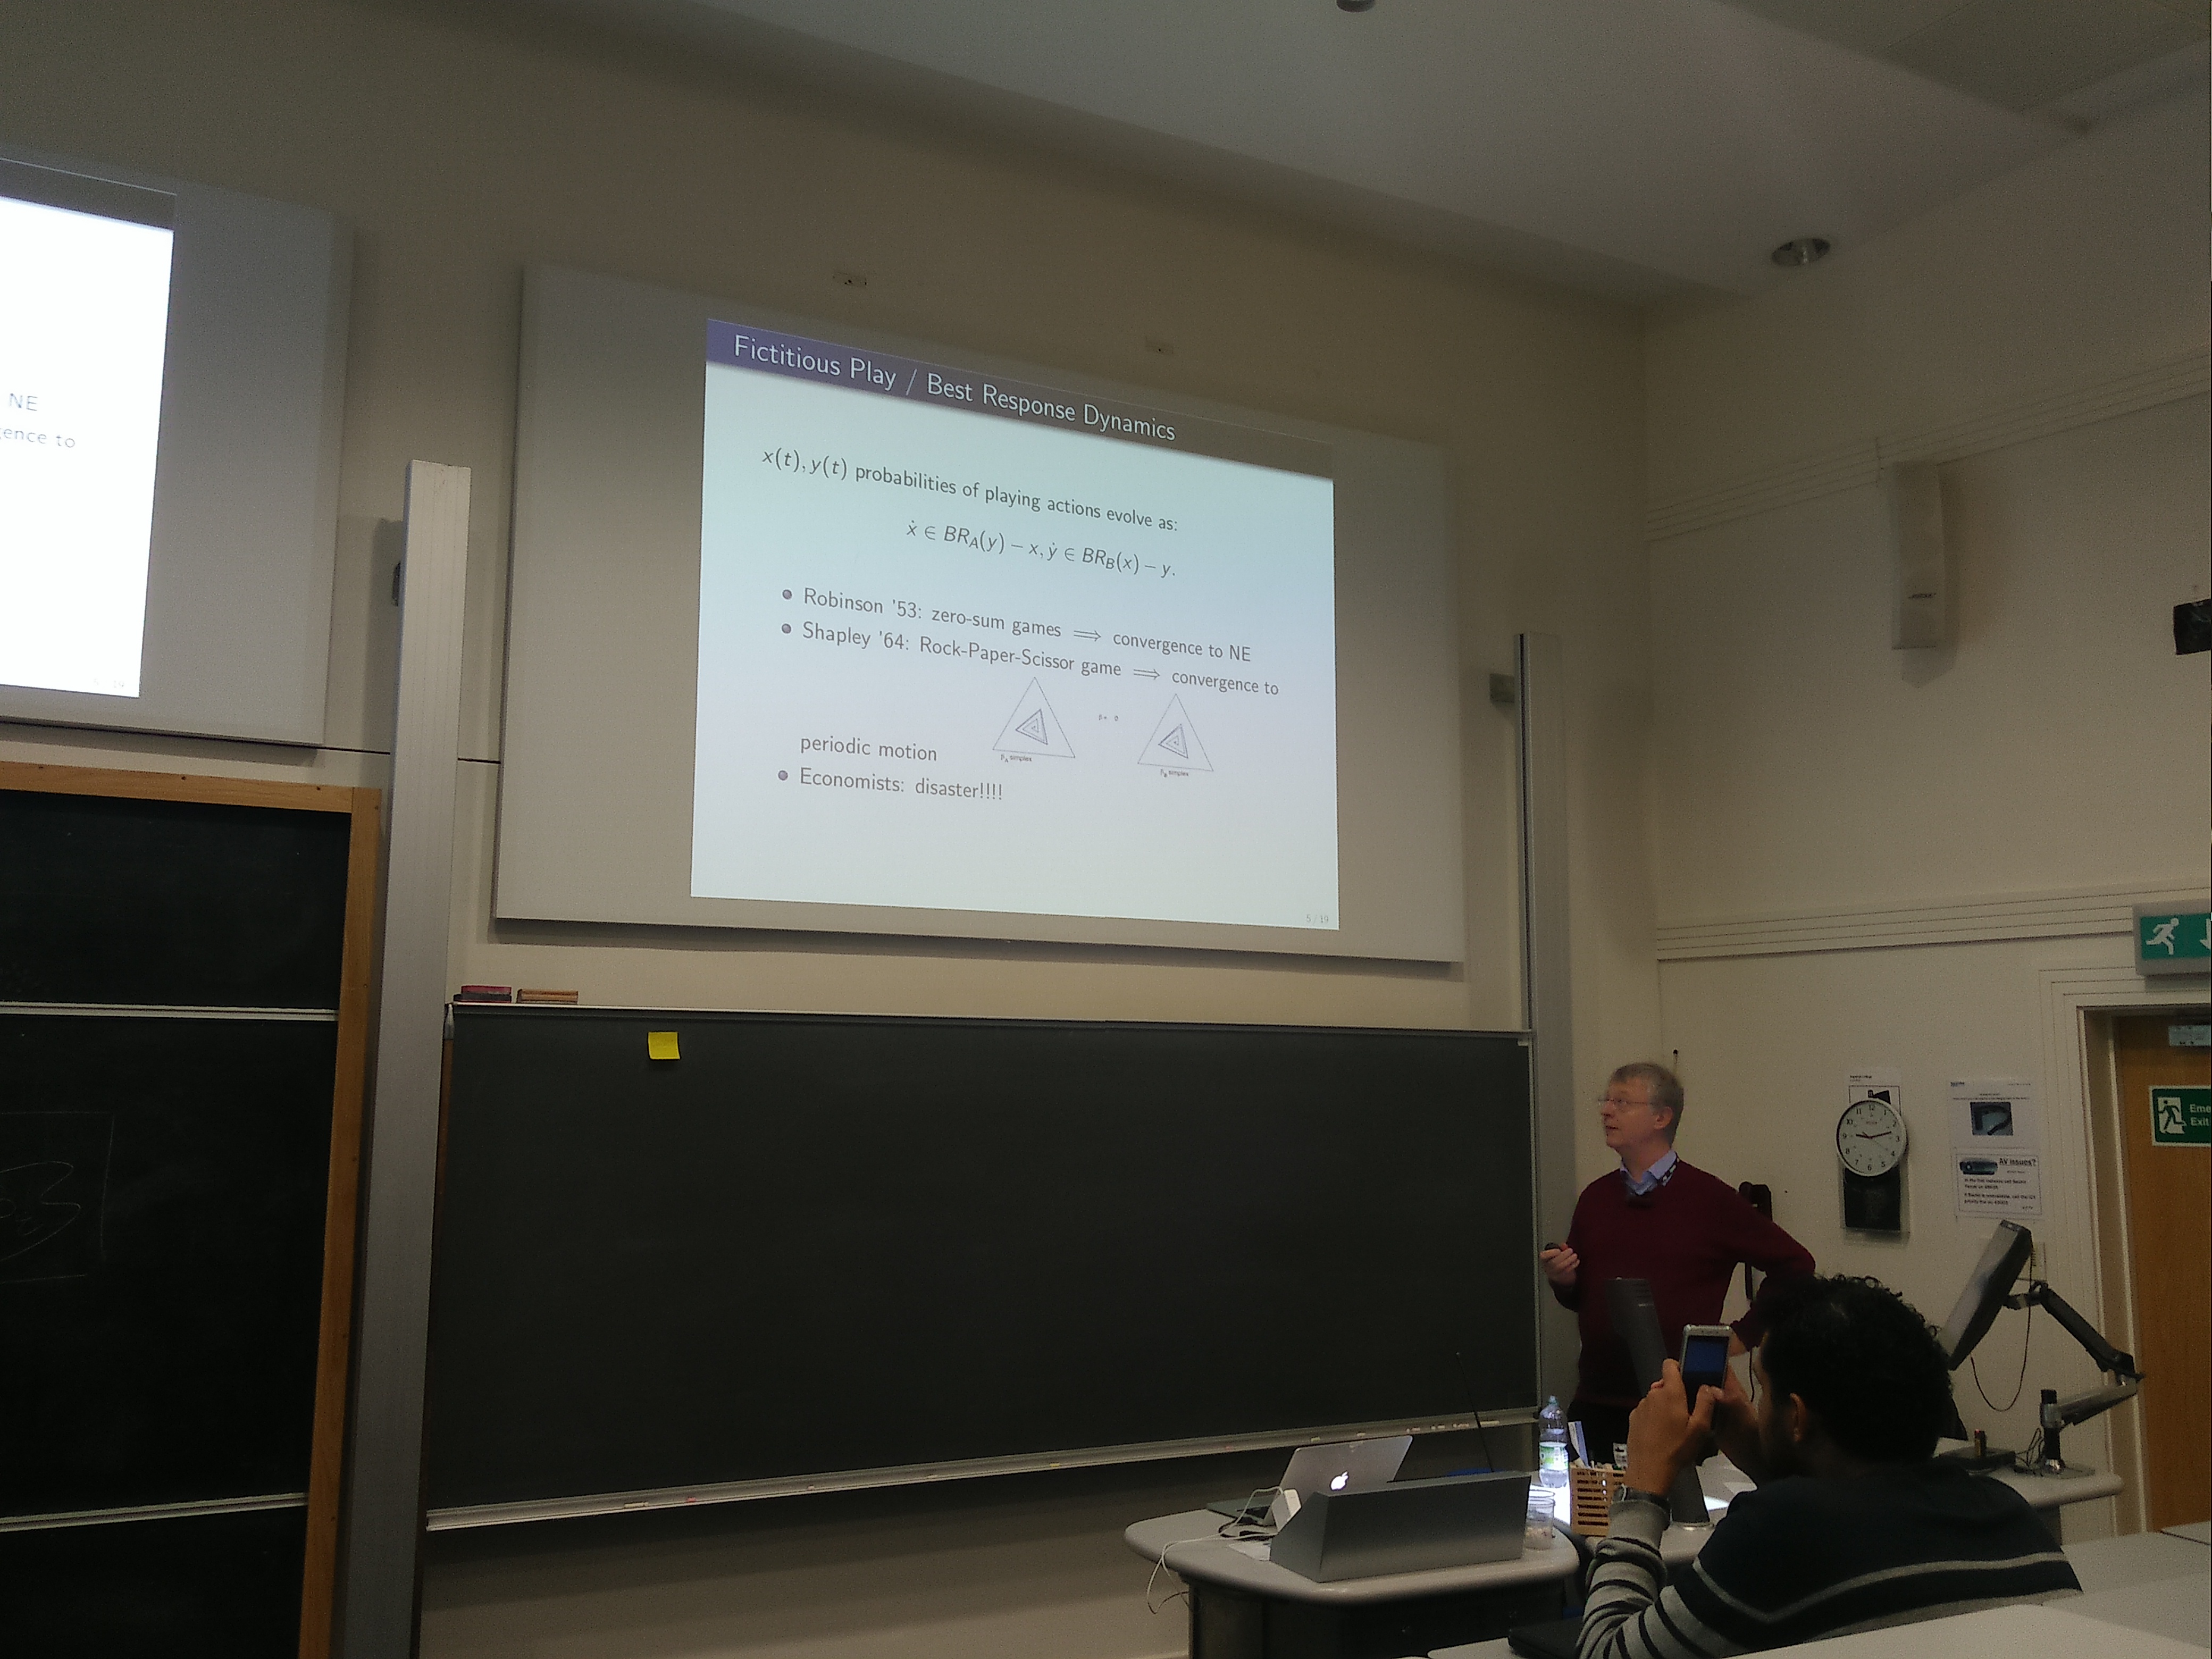 NE
ence to
Fictitious Play / Best Response Dynamics
x(t), y(t) probabilities of playing actions evolve as:
ẋ ∈ BR_A(y) − x, ẏ ∈ BR_B(x) − y.
Robinson '53: zero-sum games ⟹ convergence to NE
Shapley '64: Rock-Paper-Scissor game ⟹ convergence to
periodic motion
Economists: disaster!!!!
5 / 19
AV issues?
Eme
Exit